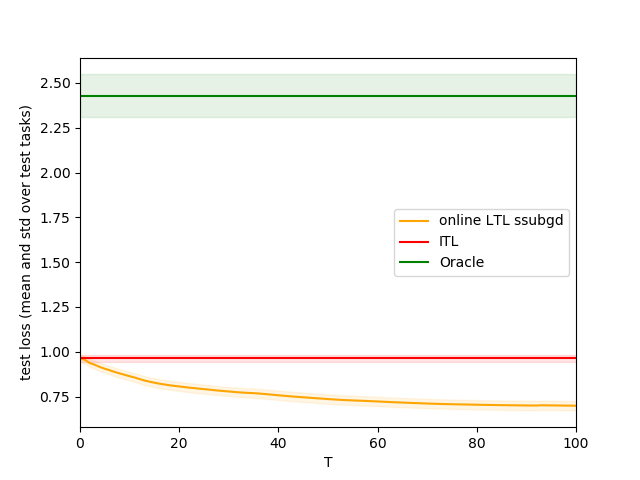 2.50
2.25
2.00
1.75
1.50
1.25
1.00
0.75
test loss (mean and std over test tasks)
online LTL ssubgd
ITL
Oracle
0 20 40 60 80 100
T